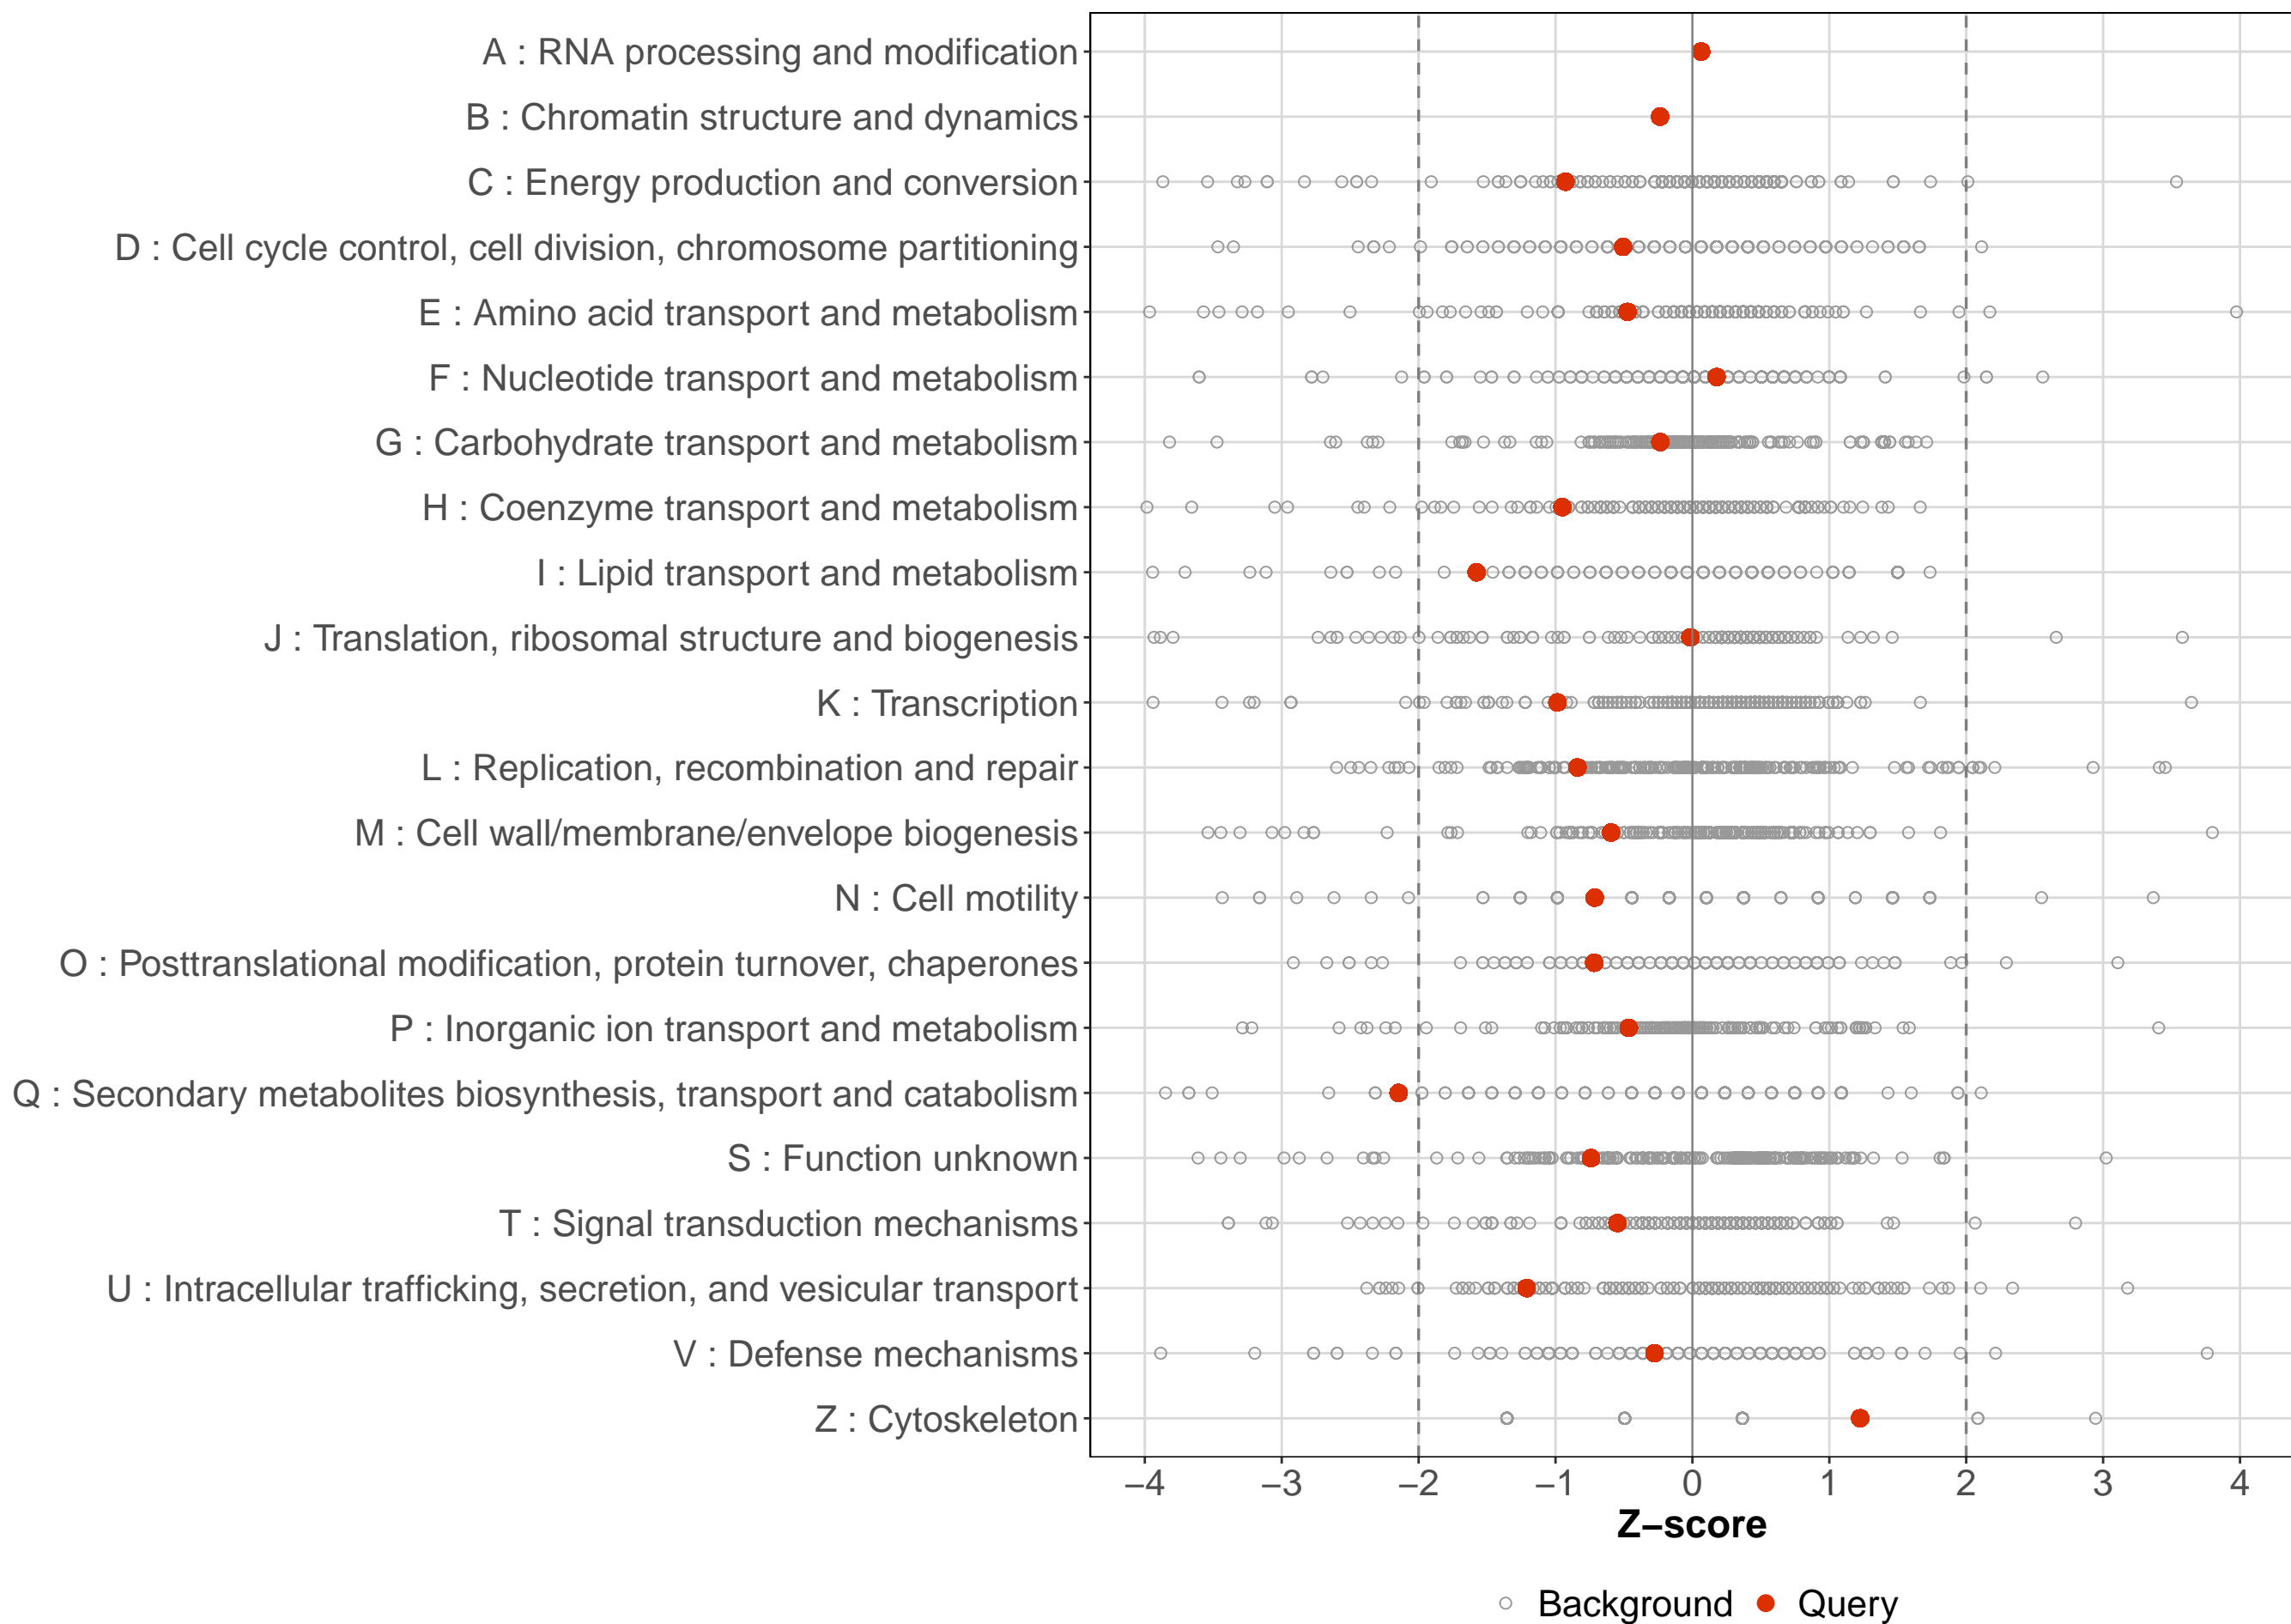 A : RNA processing and modification
B : Chromatin structure and dynamics
C : Energy production and conversion
D : Cell cycle control, cell division, chromosome partitioning
E : Amino acid transport and metabolism
F : Nucleotide transport and metabolism
G : Carbohydrate transport and metabolism
H : Coenzyme transport and metabolism
I : Lipid transport and metabolism
J : Translation, ribosomal structure and biogenesis
K : Transcription
L : Replication, recombination and repair
M : Cell wall/membrane/envelope biogenesis
N : Cell motility
O : Posttranslational modification, protein turnover, chaperones
P : Inorganic ion transport and metabolism
Q : Secondary metabolites biosynthesis, transport and catabolism
S : Function unknown
T : Signal transduction mechanisms
U : Intracellular trafficking, secretion, and vesicular transport
V : Defense mechanisms
Z : Cytoskeleton
−4 −3 −2 −1 0 1 2 3 4
Z−score
Background Query